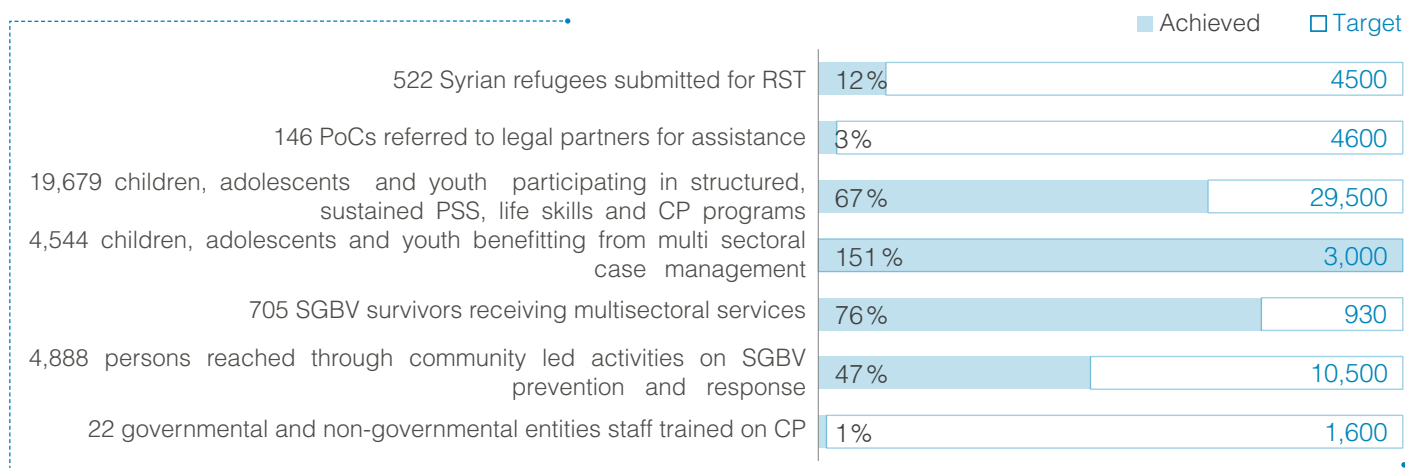 Achieved Target
522 Syrian refugees submitted for RST 12% 4500
146 PoCs referred to legal partners for assistance 3% 4600
19,679 children, adolescents and youth participating in structured,
sustained PSS, life skills and CP programs 67% 29,500
4,544 children, adolescents and youth benefitting from multi sectoral
case management 151% 3,000
705 SGBV survivors receiving multisectoral services 76% 930
4,888 persons reached through community led activities on SGBV
prevention and response 47% 10,500
22 governmental and non-governmental entities staff trained on CP 1% 1,600